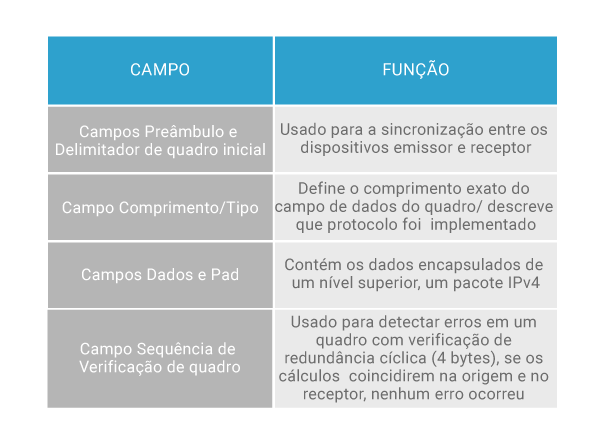 CAMPO
FUNÇÃO
Campos Preâmbulo e
Delimitador de quadro inicial
Usado para a sincronização entre os
dispositivos emissor e receptor
Campo Comprimento/Tipo
Define o comprimento exato do
campo de dados do quadro/ descreve
que protocolo foi implementado
Campos Dados e Pad
Contém os dados encapsulados de
um nível superior, um pacote IPv4
Campo Sequência de
Verificação de quadro
Usado para detectar erros em um
quadro com verificação de
redundância cíclica (4 bytes), se os
cálculos coincidirem na origem e no
receptor, nenhum erro ocorreu